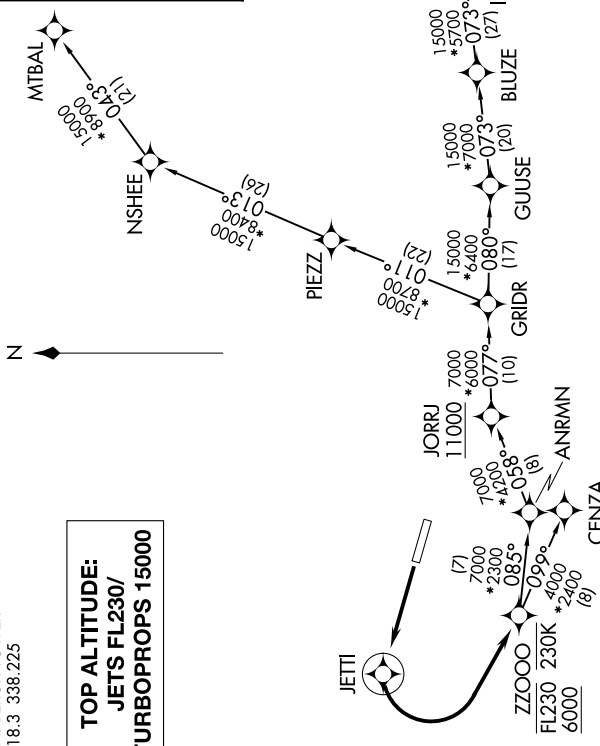 18.3 338.225
TOP ALTITUDE:
JETS FL230/
TURBOPROPS 15000
N
MTBAL
15000
*8900
043°
(21)
NSHEE
15000
*8400
013°
(26)
PIEZZ
15000
*8700
011°
(22)
15000
*5700
073°
(27)
BLUZE
15000
*7000
073°
(20)
GUUSE
15000
*6400
080°
(17)
GRIDR
7000
*6000
077°
(10)
JORRJ
11000
7000
*4200
058°
(8)
ANRMN
CENZA
(7)
7000
*2300
085°
099°
4000
*2400
(8)
JETTI
ZZOOO
FL230 230K
6000